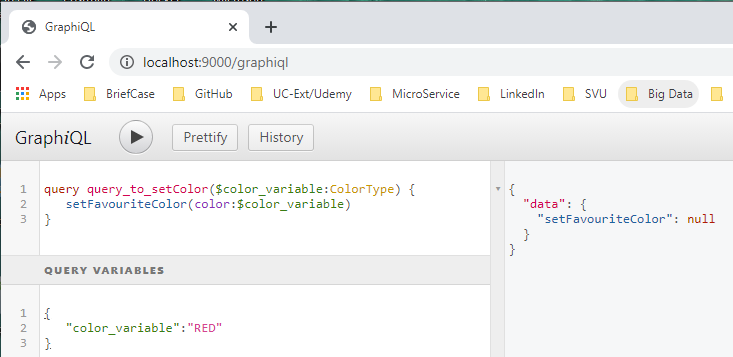 GraphiQL
localhost:9000/graphiql
Apps BriefCase GitHub UC-Ext/Udemy MicroService LinkedIn SVU Big Data
GraphiQL Prettify History
1 query query_to_setColor($color_variable:ColorType) {
2 setFavouriteColor(color:$color_variable)
3 }
QUERY VARIABLES
1 {
2 "color_variable":"RED"
3 }
{
"data": {
"setFavouriteColor": null
}
}